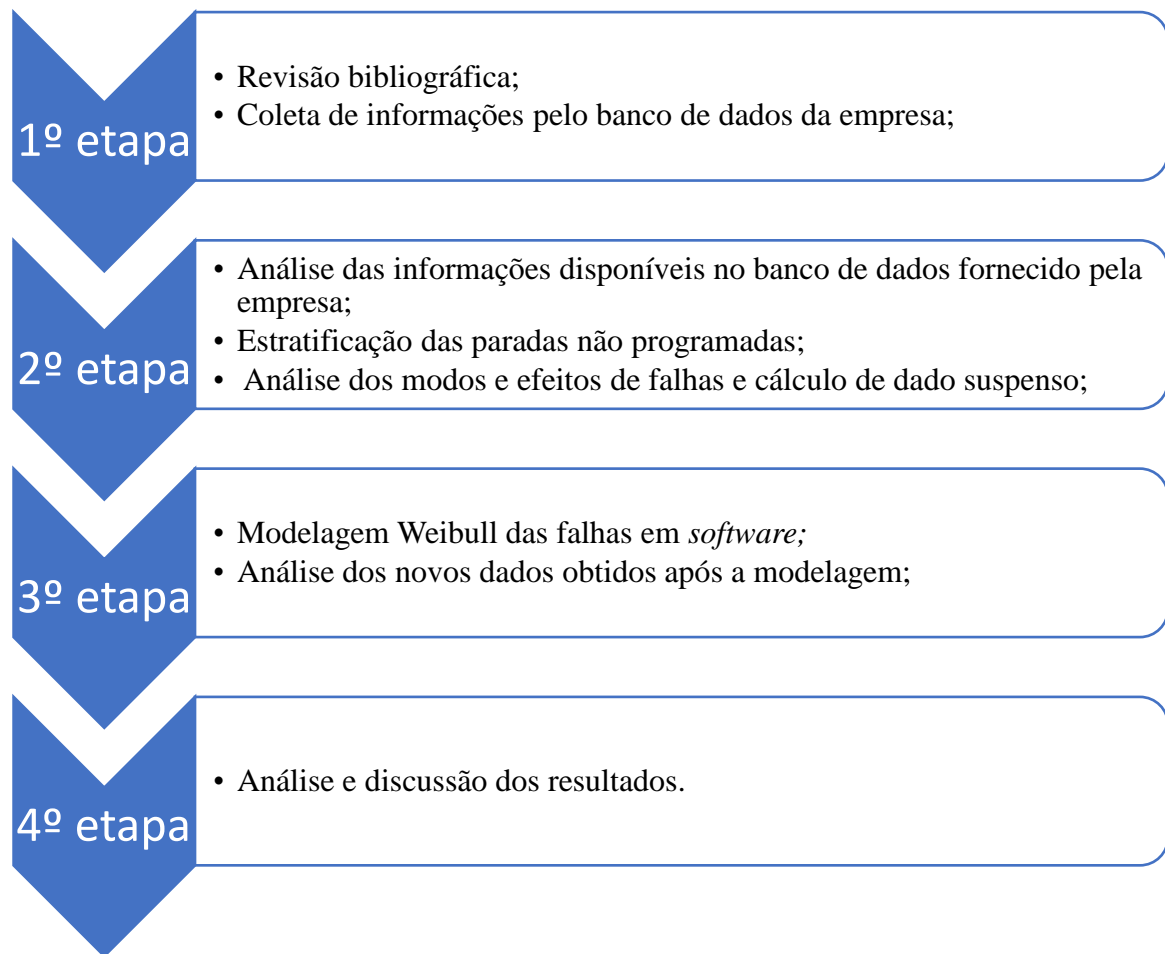 1º etapa
• Revisão bibliográfica;
• Coleta de informações pelo banco de dados da empresa;
2º etapa
• Análise das informações disponíveis no banco de dados fornecido pela
empresa;
• Estratificação das paradas não programadas;
• Análise dos modos e efeitos de falhas e cálculo de dado suspenso;
3º etapa
• Modelagem Weibull das falhas em software;
• Análise dos novos dados obtidos após a modelagem;
4º etapa
• Análise e discussão dos resultados.